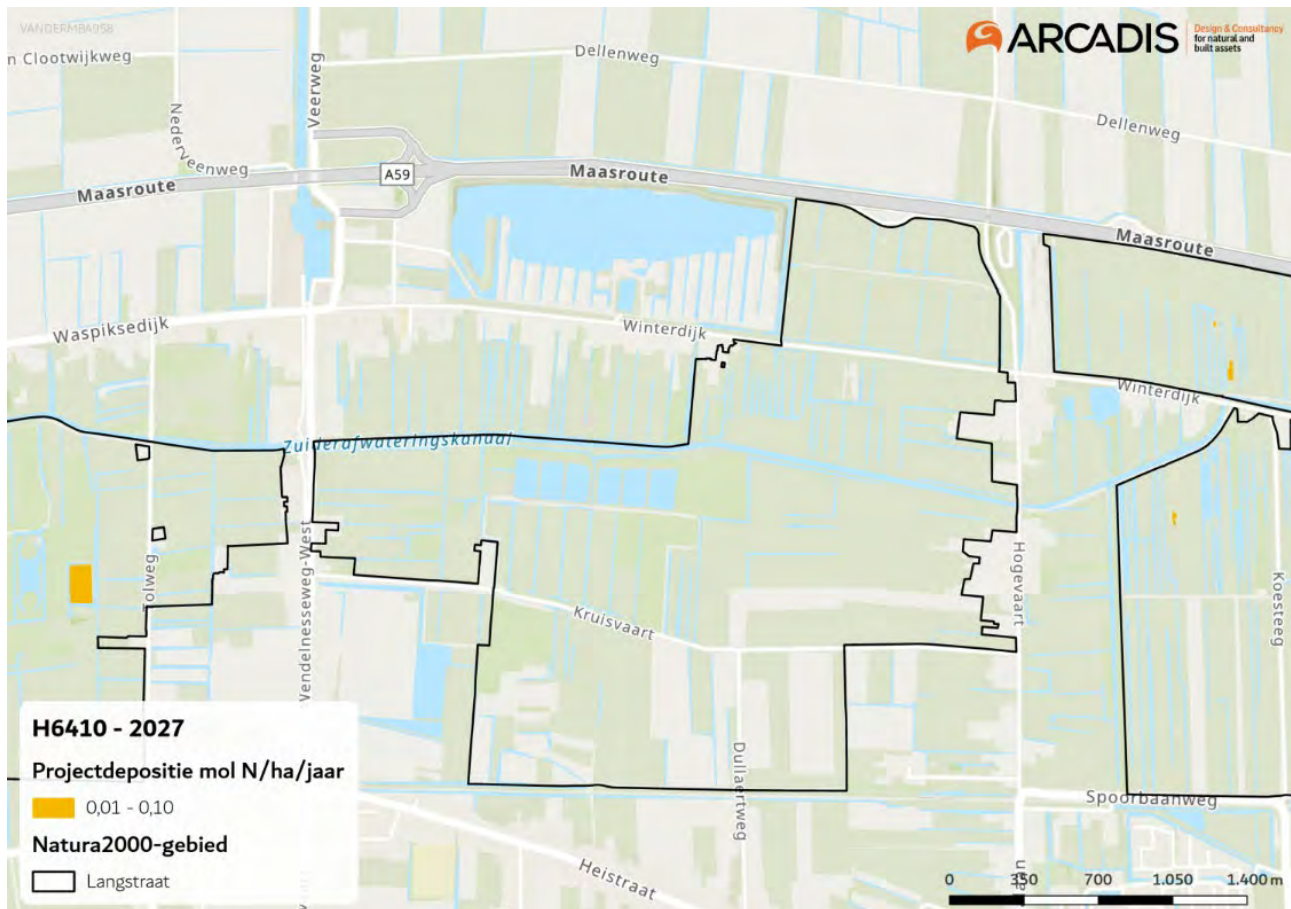 VANDERMBA958
ARCADIS
Design & Consultancy
for natural and
built assets
n Clootwijkweg
Dellenweg
Veerweg
Nederveenweg
Dellenweg
A59
Maasroute
Maasroute
Maasroute
Waspiksedijk
Winterdijk
Winterdijk
Zuiderafwateringskanaal
Tolweg
Vendelnesseweg-West
Hogevaart
Koesteeg
Kruisvaart
Dullaertweg
Spoorbaanweg
Heistraat
H6410 - 2027
Projectdepositie mol N/ha/jaar
0,01 - 0,10
Natura2000-gebied
Langstraat
0 350 700 1.050 1.400 m